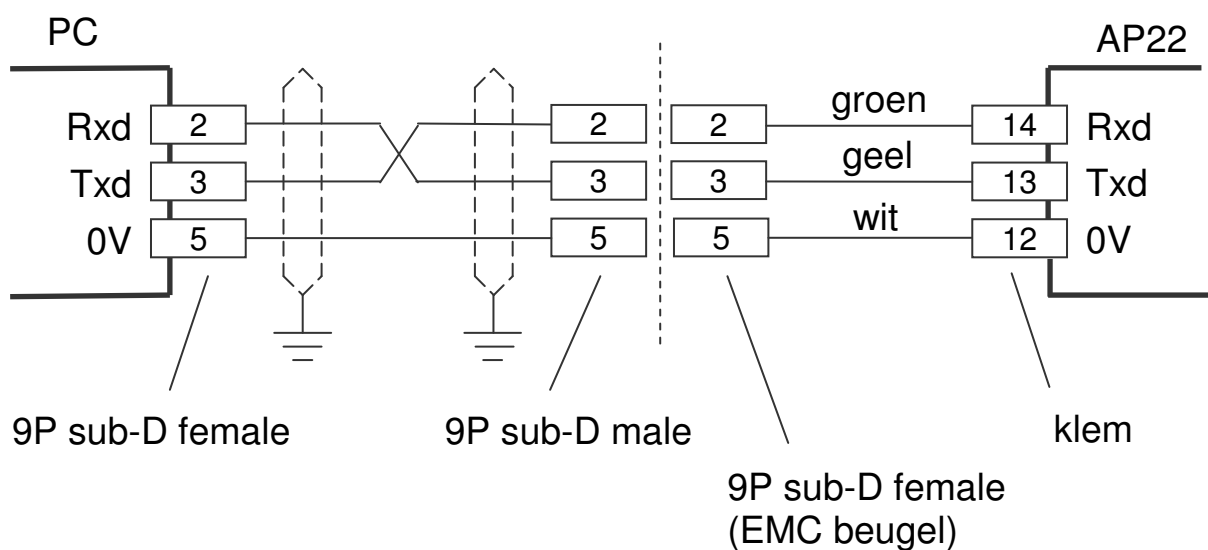 PC
AP22
groen
Rxd 2 2 2 14 Rxd
geel
Txd 3 3 3 13 Txd
wit
0V 5 5 5 12 0V
9P sub-D female
9P sub-D male
klem
9P sub-D female
(EMC beugel)